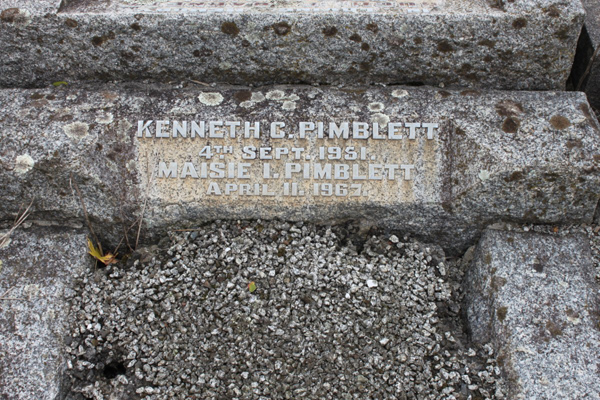 KENNETH C. PIMBLETT
4TH SEPT. 1951.
MAISIE I. PIMBLETT
APRIL 11. 1967.